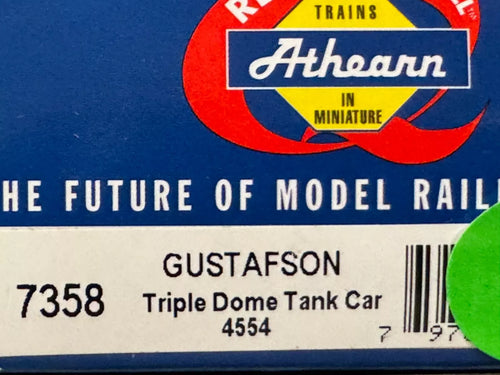 TRAINS
Athearn
IN
MINIATURE
HE FUTURE OF MODEL RAIL
GUSTAFSON
7358
Triple Dome Tank Car
4554
7 97